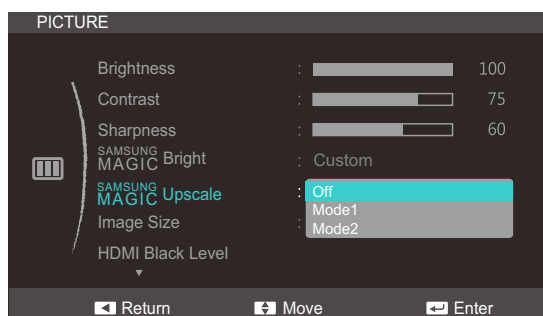 PICTURE
Brightness : 100
Contrast : 75
Sharpness : 60
SAMSUNG MAGIC Bright : Custom
SAMSUNG MAGIC Upscale : Off
Mode1
Image Size :
Mode2
HDMI Black Level
Return Move Enter